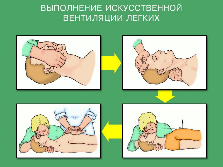 ВЫПОЛНЕНИЕ ИСКУССТВЕННОЙ
ВЕНТИЛЯЦИИ ЛЕГКИХ